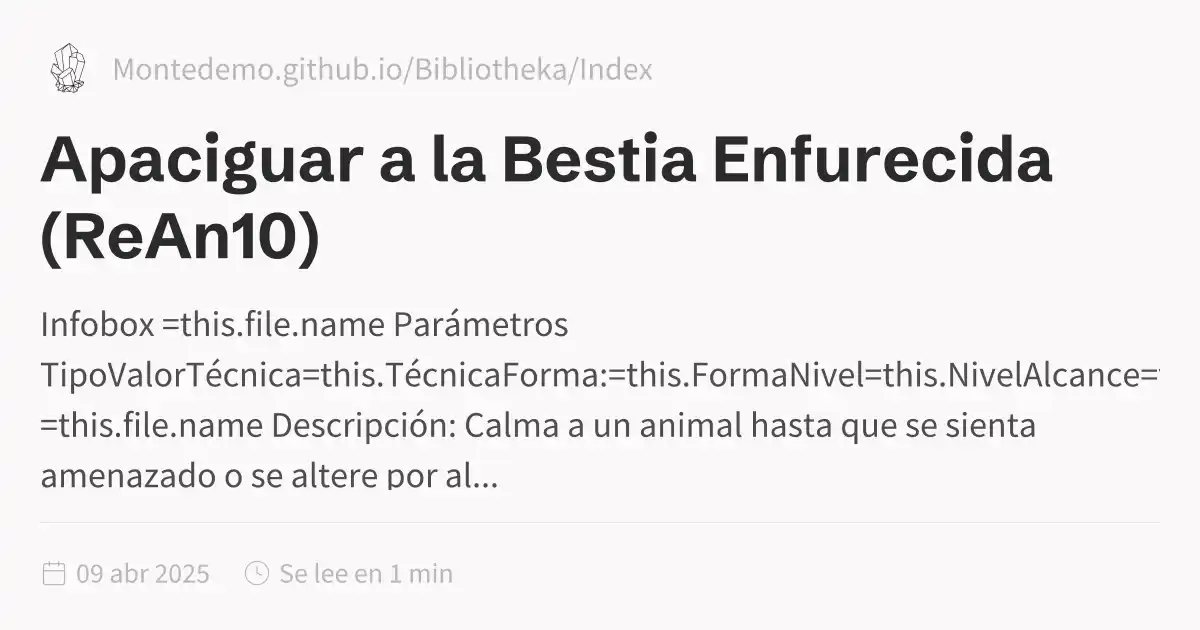 Montedemo.github.io/Bibliotheka/Index
Apaciguar a la Bestia Enfurecida
(ReAn10)
Infobox =this.file.name Parámetros
TipoValorTécnica=this.TécnicaForma:=this.FormaNivel=this.NivelAlcance=
=this.file.name Descripción: Calma a un animal hasta que se sienta
amenazado o se altere por al...
09 abr 2025 Se lee en 1 min